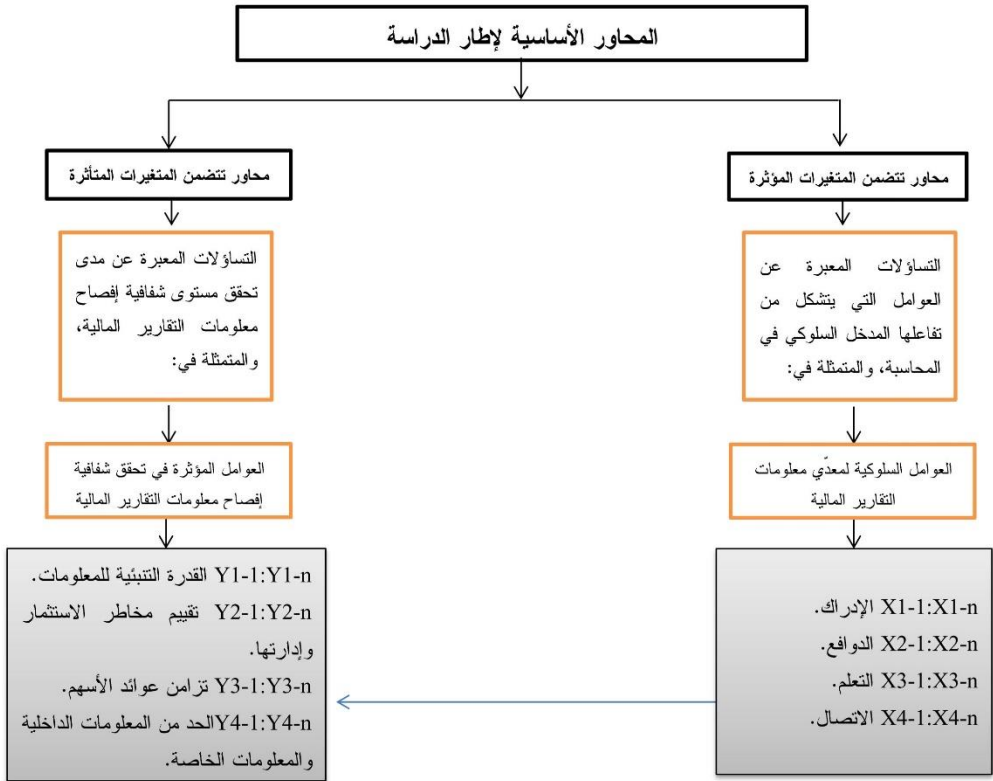 المحاور الأساسية لإطار الدراسة
محاور تتضمن المتغيرات المؤثرة
التساؤلات المعبرة عن
العوامل التي يتشكل من
تفاعلها المدخل السلوكي في
المحاسبة، والمتمثلة في:
العوامل السلوكية لمعدّي معلومات
التقارير المالية
X1-1:X1-n الإدراك.
X2-1:X2-n الدوافع.
X3-1:X3-n التعلم.
X4-1:X4-n الاتصال.
محاور تتضمن المتغيرات المتأثرة
التساؤلات المعبرة عن مدى
تحقق مستوى شفافية إفصاح
معلومات التقارير المالية،
والمتمثلة في:
العوامل المؤثرة في تحقق شفافية
إفصاح معلومات التقارير المالية
Y1-1:Y1-n القدرة التنبئية للمعلومات.
Y2-1:Y2-n تقييم مخاطر الاستثمار
وإدارتها.
Y3-1:Y3-n تزامن عوائد الأسهم.
Y4-1:Y4-nالحد من المعلومات الداخلية
والمعلومات الخاصة.